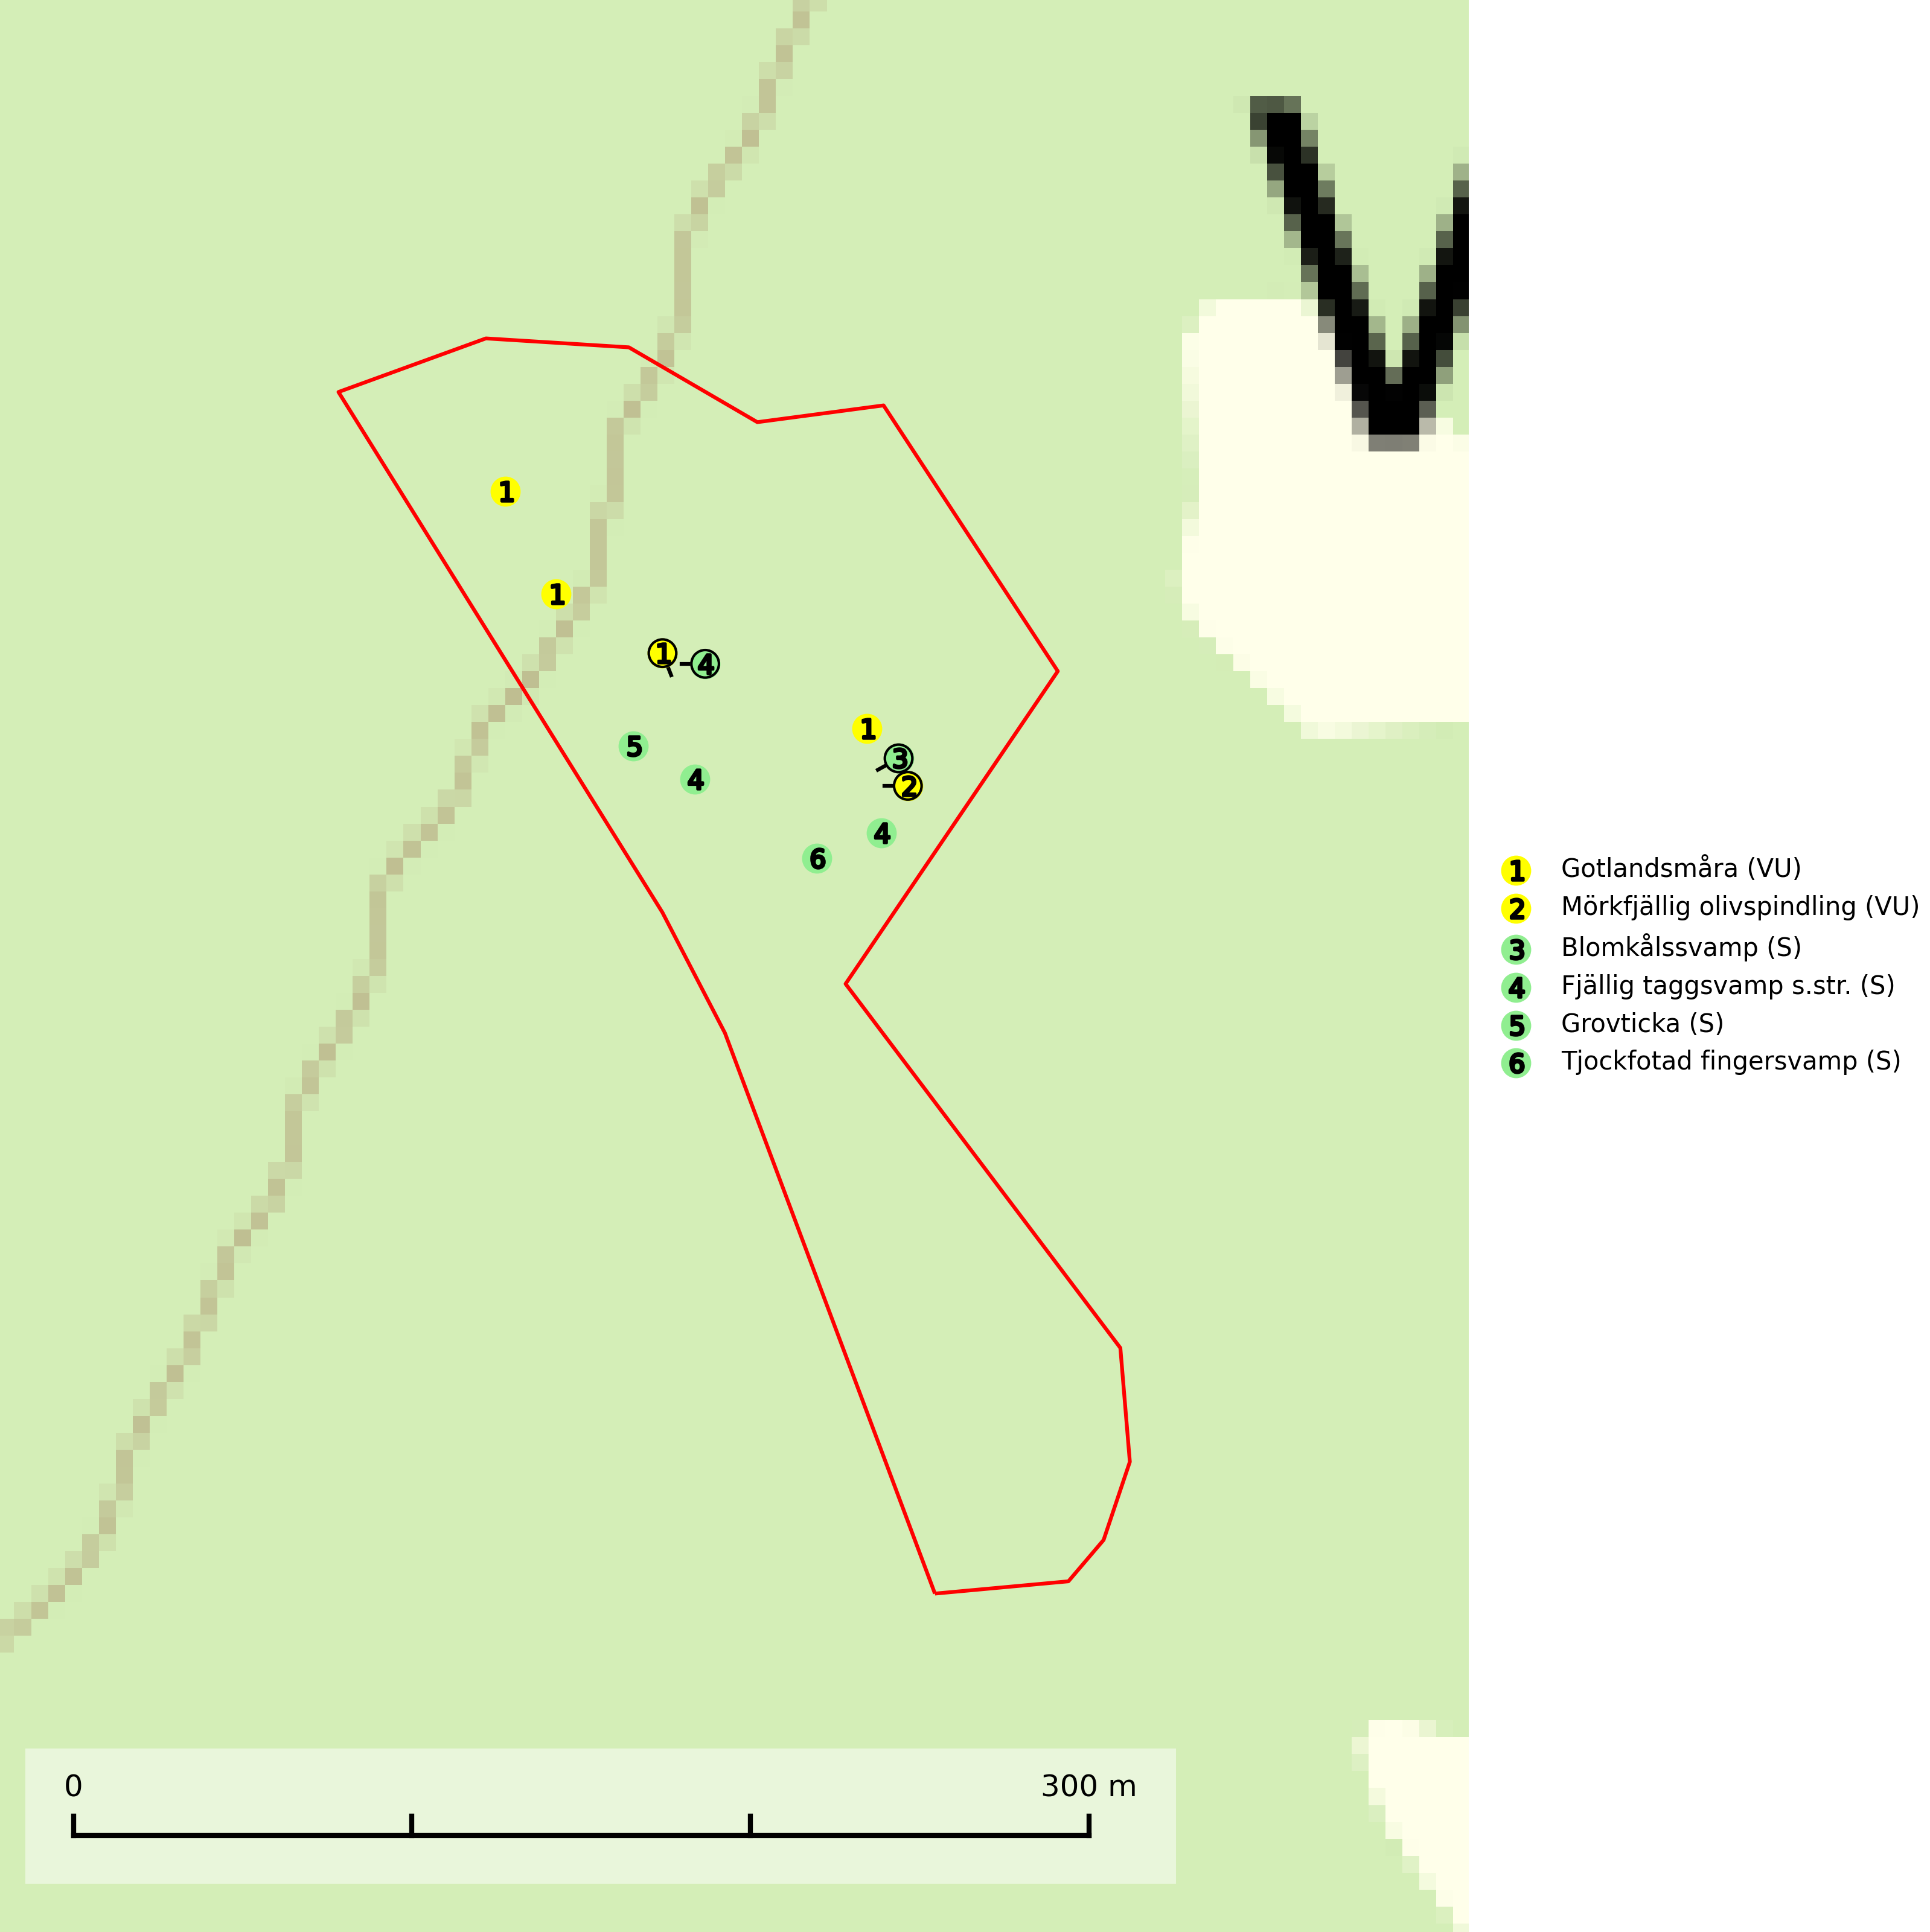 1
1
1 4
1
5
3
4
2
4
6
1 Gotlandsmåra (VU)
2 Mörkfjällig olivspindling (VU)
3 Blomkålssvamp (S)
4 Fjällig taggsvamp s.str. (S)
5 Grovticka (S)
6 Tjockfotad fingersvamp (S)
0 300 m